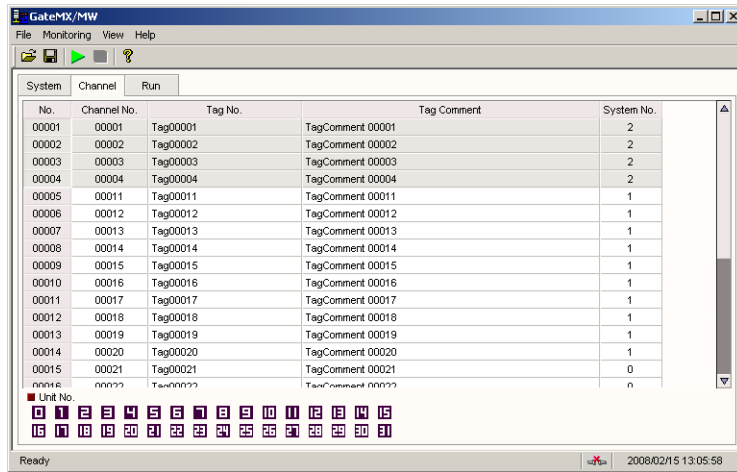 GateMX/MW
File Monitoring View Help
System Channel Run
No. Channel No. Tag No. Tag Comment System No.
00001 00001 Tag00001 TagComment 00001 2
00002 00002 Tag00002 TagComment 00002 2
00003 00003 Tag00003 TagComment 00003 2
00004 00004 Tag00004 TagComment 00004 2
00005 00011 Tag00011 TagComment 00011 1
00006 00012 Tag00012 TagComment 00012 1
00007 00013 Tag00013 TagComment 00013 1
00008 00014 Tag00014 TagComment 00014 1
00009 00015 Tag00015 TagComment 00015 1
00010 00016 Tag00016 TagComment 00016 1
00011 00017 Tag00017 TagComment 00017 1
00012 00018 Tag00018 TagComment 00018 1
00013 00019 Tag00019 TagComment 00019 1
00014 00020 Tag00020 TagComment 00020 1
00015 00021 Tag00021 TagComment 00021 0
00016 00022 Tag00022 TagComment 00022 0
Unit No.
0 1 2 3 4 5 6 7 8 9 10 11 12 13 14 15
16 17 18 19 20 21 22 23 24 25 26 27 28 29 30 31
Ready 2008/02/15 13:05:58